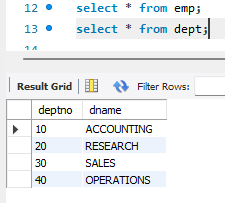 12 select * from emp;
13 select * from dept;
14
Result Grid Filter Rows:
deptno dname
10 ACCOUNTING
20 RESEARCH
30 SALES
40 OPERATIONS